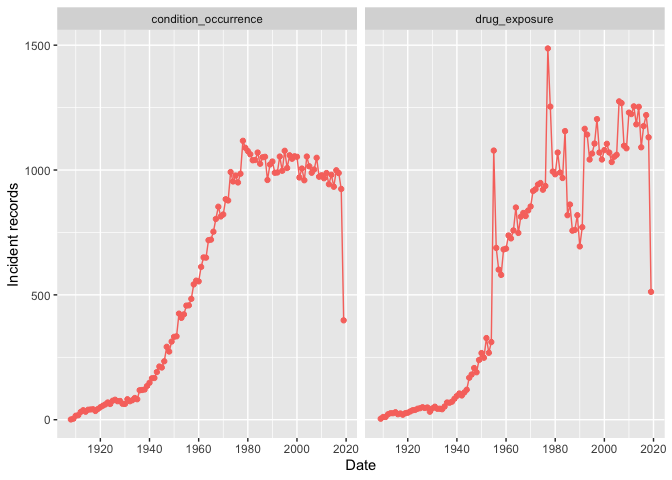 condition_occurrence drug_exposure
1500
1000
500
0
Incident records
1920 1940 1960 1980 2000 2020 1920 1940 1960 1980 2000 2020
Date